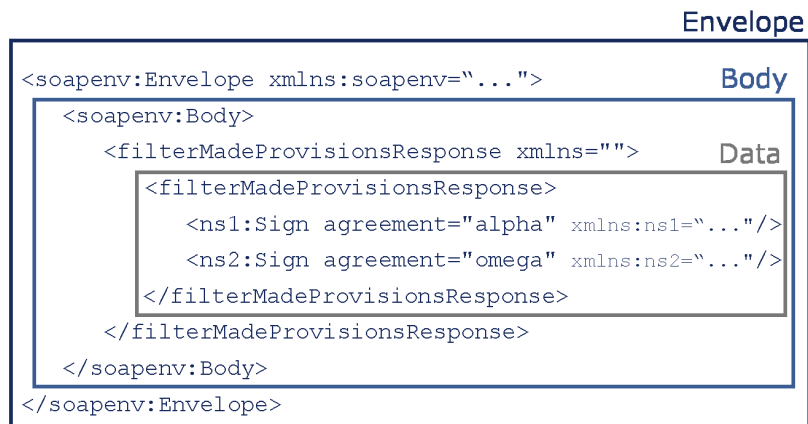 Envelope
<soapenv:Envelope xmlns:soapenv=“...">
Body
<soapenv:Body>
<filterMadeProvisionsResponse xmlns="">
Data
<filterMadeProvisionsResponse>
<ns1:Sign agreement="alpha" xmlns:ns1=“..."/>
<ns2:Sign agreement="omega" xmlns:ns2=“..."/>
</filterMadeProvisionsResponse>
</filterMadeProvisionsResponse>
</soapenv:Body>
</soapenv:Envelope>